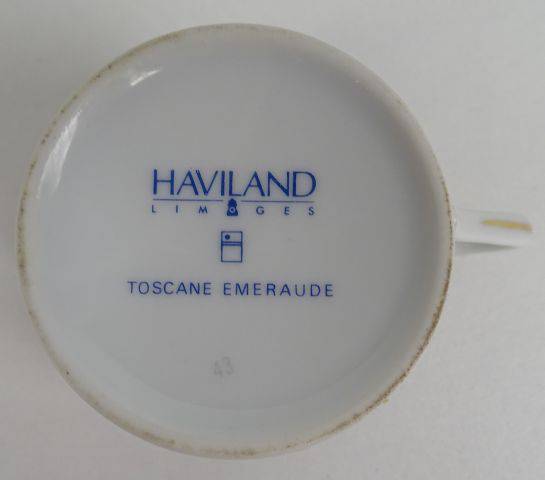 HAVILAND
LIMOGES
TOSCANE EMERAUDE
43